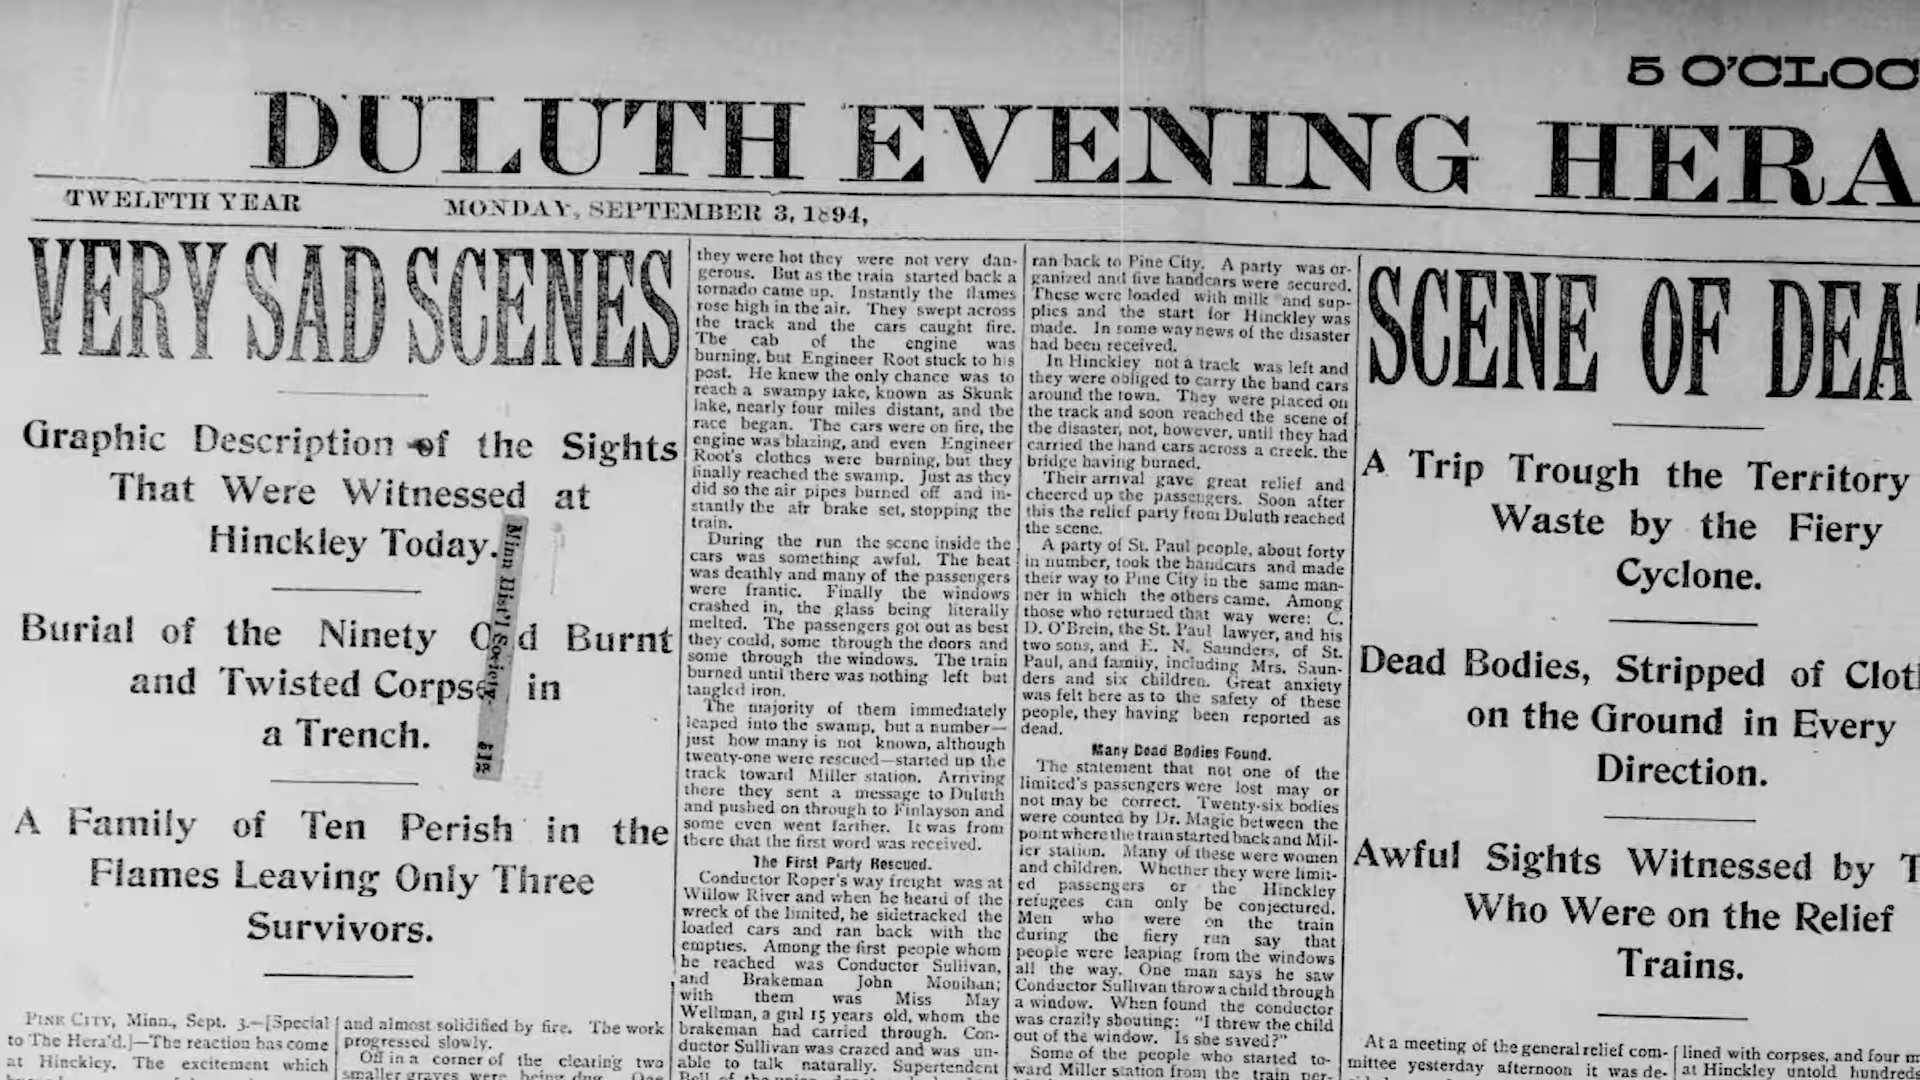 5 O'CLOC
DULUTH EVENING HERA
TWELFTH YEAR
MONDAY, SEPTEMBER 3, 1894,
VERY SAD SCENES
Graphic Description of the Sights
That Were Witnessed at
Hinckley Today.
Burial of the Ninety Odd Burnt
and Twisted Corpses in
a Trench.
Minn Hist'l Society.
A Family of Ten Perish in the
Flames Leaving Only Three
Survivors.
PINE CITY, Minn., Sept. 3.—[Special
to The Hera'd.]—The reaction has come
at Hinckley. The excitement which
and almost solidified by fire. The work
progressed slowly.
Off in a corner of the clearing two
smaller graves were being dug. One
they were hot they were not very dan-
gerous. But as the train started back a
tornado came up. Instantly the flames
rose high in the air. They swept across
the track and the cars caught fire.
The cab of the engine was
burning, but Engineer Root stuck to his
post. He knew the only chance was to
reach a swampy lake, known as Skunk
lake, nearly four miles distant, and the
race began. The cars were on fire, the
engine was blazing, and even Engineer
Root's clothes were burning, but they
finally reached the swamp. Just as they
did so the air pipes burned off and in-
stantly the air brake set, stopping the
train.
During the run the scene inside the
cars was something awful. The heat
was deathly and many of the passengers
were frantic. Finally the windows
crashed in, the glass being literally
melted. The passengers got out as best
they could, some through the doors and
some through the windows. The train
burned until there was nothing left but
tangled iron.
The majority of them immediately
leaped into the swamp, but a number—
just how many is not known, although
twenty-one were rescued—started up the
track toward Miller station. Arriving
there they sent a message to Duluth
and pushed on through to Finlayson and
some even went farther. It was from
there that the first word was received.
The First Party Rescued.
Conductor Roper's way freight was at
Willow River and when he heard of the
wreck of the limited, he sidetracked the
loaded cars and ran back with the
empties. Among the first people whom
he reached was Conductor Sullivan,
and Brakeman John Monihan;
with them was Miss May
Wellman, a girl 15 years old, whom the
brakeman had carried through. Con-
ductor Sullivan was crazed and was un-
able to talk naturally. Supertendent
ran back to Pine City. A party was or-
ganized and five handcars were secured.
These were loaded with milk and sup-
plies and the start for Hinckley was
made. In some way news of the disaster
had been received.
In Hinckley not a track was left and
they were obliged to carry the hand cars
around the town. They were placed on
the track and soon reached the scene of
the disaster, not, however, until they had
carried the hand cars across a creek, the
bridge having burned.
Their arrival gave great relief and
cheered up the passengers. Soon after
this the relief party from Duluth reached
the scene.
A party of St. Paul people, about forty
in number, took the handcars and made
their way to Pine City in the same man-
ner in which the others came. Among
those who returned that way were: C.
D. O'Brein, the St. Paul lawyer, and his
two sons, and E. N. Saunders, of St.
Paul, and family, including Mrs. Saun-
ders and six children. Great anxiety
was felt here as to the safety of these
people, they having been reported as
dead.
Many Dead Bodies Found.
The statement that not one of the
limited's passengers were lost may or
not may be correct. Twenty-six bodies
were counted by Dr. Magic between the
point where the train started back and Mil-
ler station. Many of these were women
and children. Whether they were limit-
ed passengers or the Hinckley
refugees can only be conjectured.
Men who were on the train
during the fiery run say that
people were leaping from the windows
all the way. One man says he saw
Conductor Sullivan throw a child through
a window. When found the conductor
was crazily shouting: "I threw the child
out of the window. Is she saved?"
Some of the people who started to-
ward Miller station from the train per-
SCENE OF DEAT
A Trip Trough the Territory
Waste by the Fiery
Cyclone.
Dead Bodies, Stripped of Clot
on the Ground in Every
Direction.
Awful Sights Witnessed by T
Who Were on the Relief
Trains.
At a meeting of the general relief com-
mittee yesterday afternoon it was de-
lined with corpses, and four m
at Hinckley untold hundreds